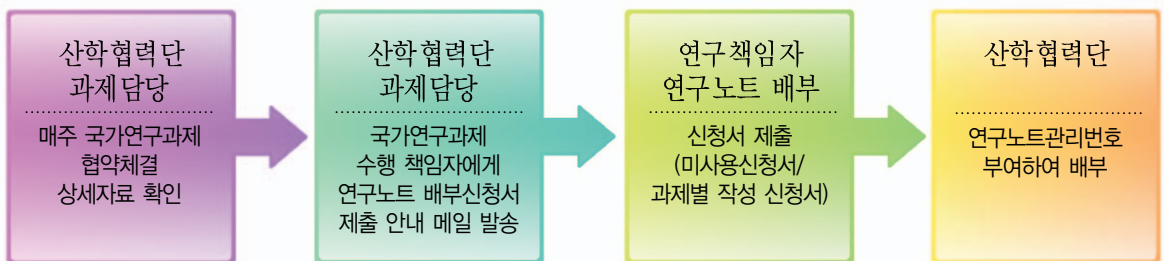 산학협력단
과제담당
매주 국가연구과제
협약체결
상세자료 확인
산학협력단
과제담당
국가연구과제
수행 책임자에게
연구노트 배부신청서
제출 안내 메일 발송
연구책임자
연구노트 배부
신청서 제출
(미사용신청서/
과제별 작성 신청서)
산학협력단
연구노트관리번호
부여하여 배부